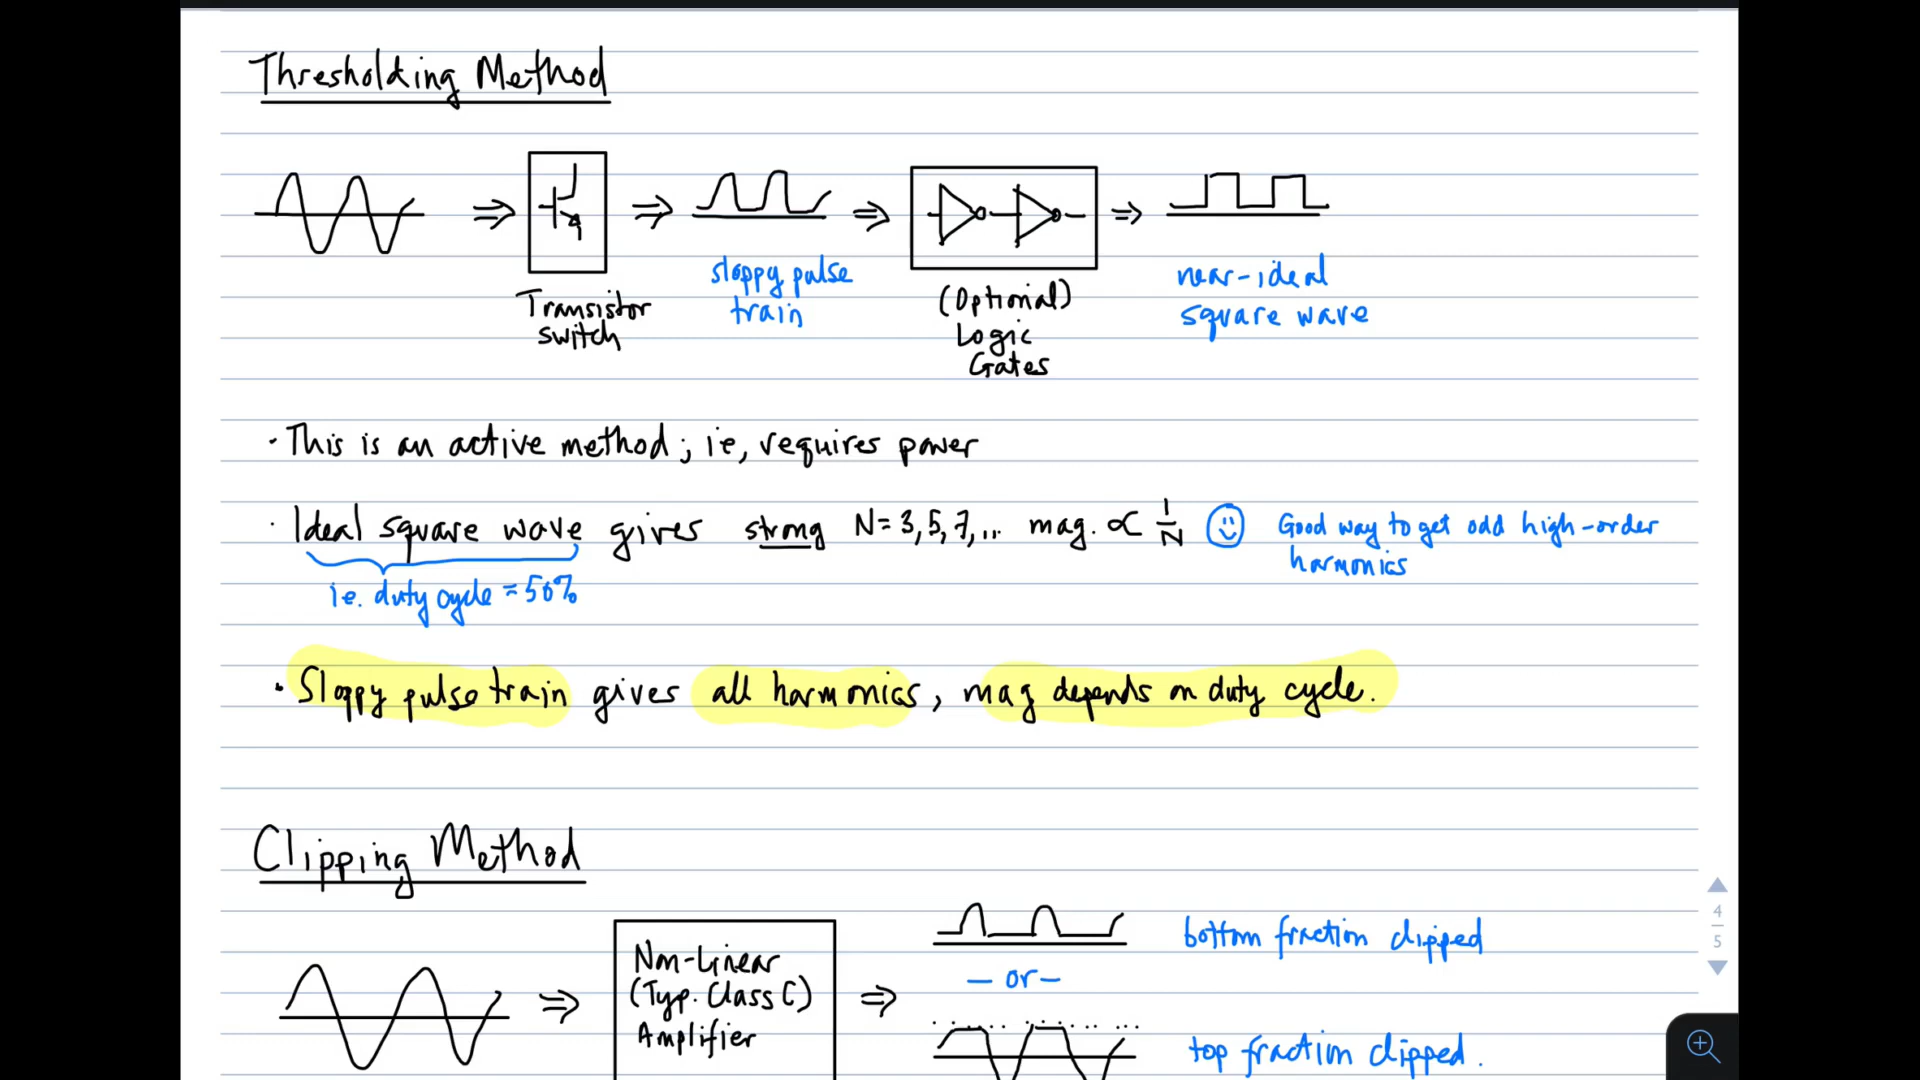 Thresholding Method
Transistor
switch
sloppy pulse
train
(Optional)
Logic
Gates
near-ideal
square wave
· This is an active method; ie, requires power
· Ideal square wave gives strong N=3,5,7,... mag. ∝ 1/N
Good way to get odd high-order
harmonics
ie. duty cycle = 50%
· Sloppy pulse train gives all harmonics, mag depends on duty cycle.
Clipping Method
Non-Linear
(Typ. Class C)
Amplifier
bottom fraction clipped
— or —
top fraction clipped.
4
5